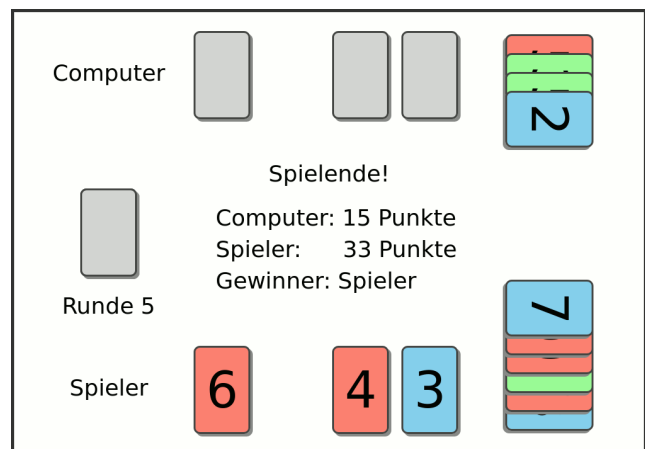 Computer
2
Spielende!
Computer: 15 Punkte
Spieler: 33 Punkte
Gewinner: Spieler
Runde 5
7
Spieler
6
4
3